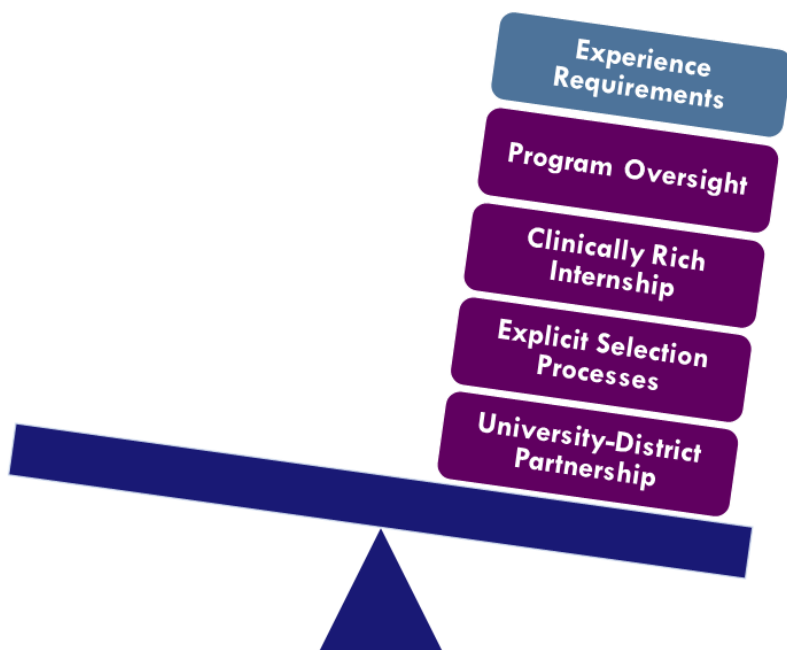 Experience
Requirements
Program Oversight
Clinically Rich
Internship
Explicit Selection
Processes
University-District
Partnership